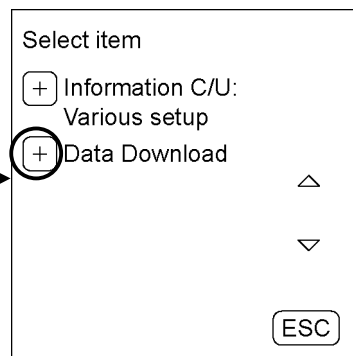 Select item
+ Information C/U:
Various setup
+ Data Download
ESC